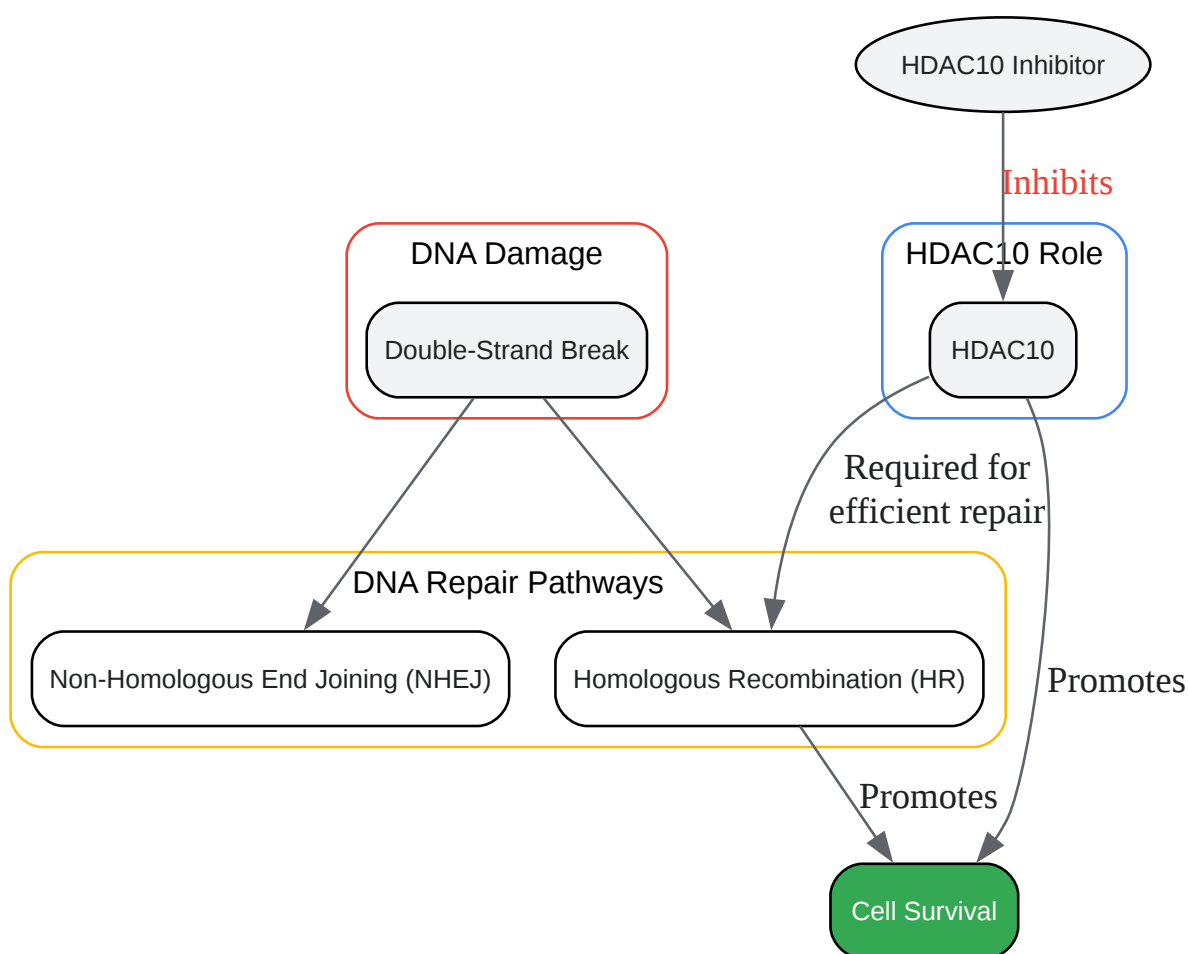 HDAC10 Inhibitor
Inhibits
DNA Damage
HDAC10 Role
Double-Strand Break
HDAC10
Required for
efficient repair
DNA Repair Pathways
Non-Homologous End Joining (NHEJ)
Homologous Recombination (HR)
Promotes
Promotes
Cell Survival